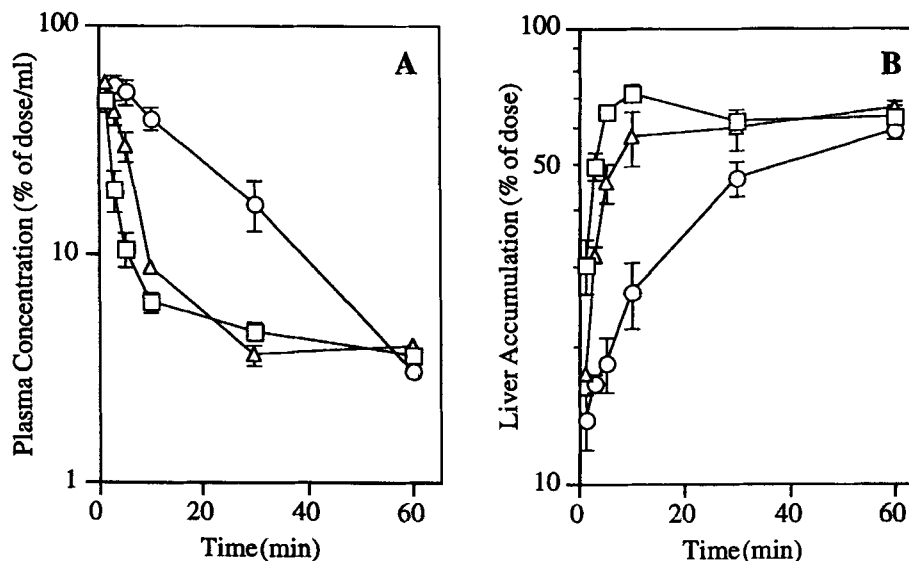 100
A
10
1
0
20
40
60
Time (min)
Plasma Concentration (% of dose/ml)
100
B
50
10
0
20
40
60
Time (min)
Liver Accumulation (% of dose)